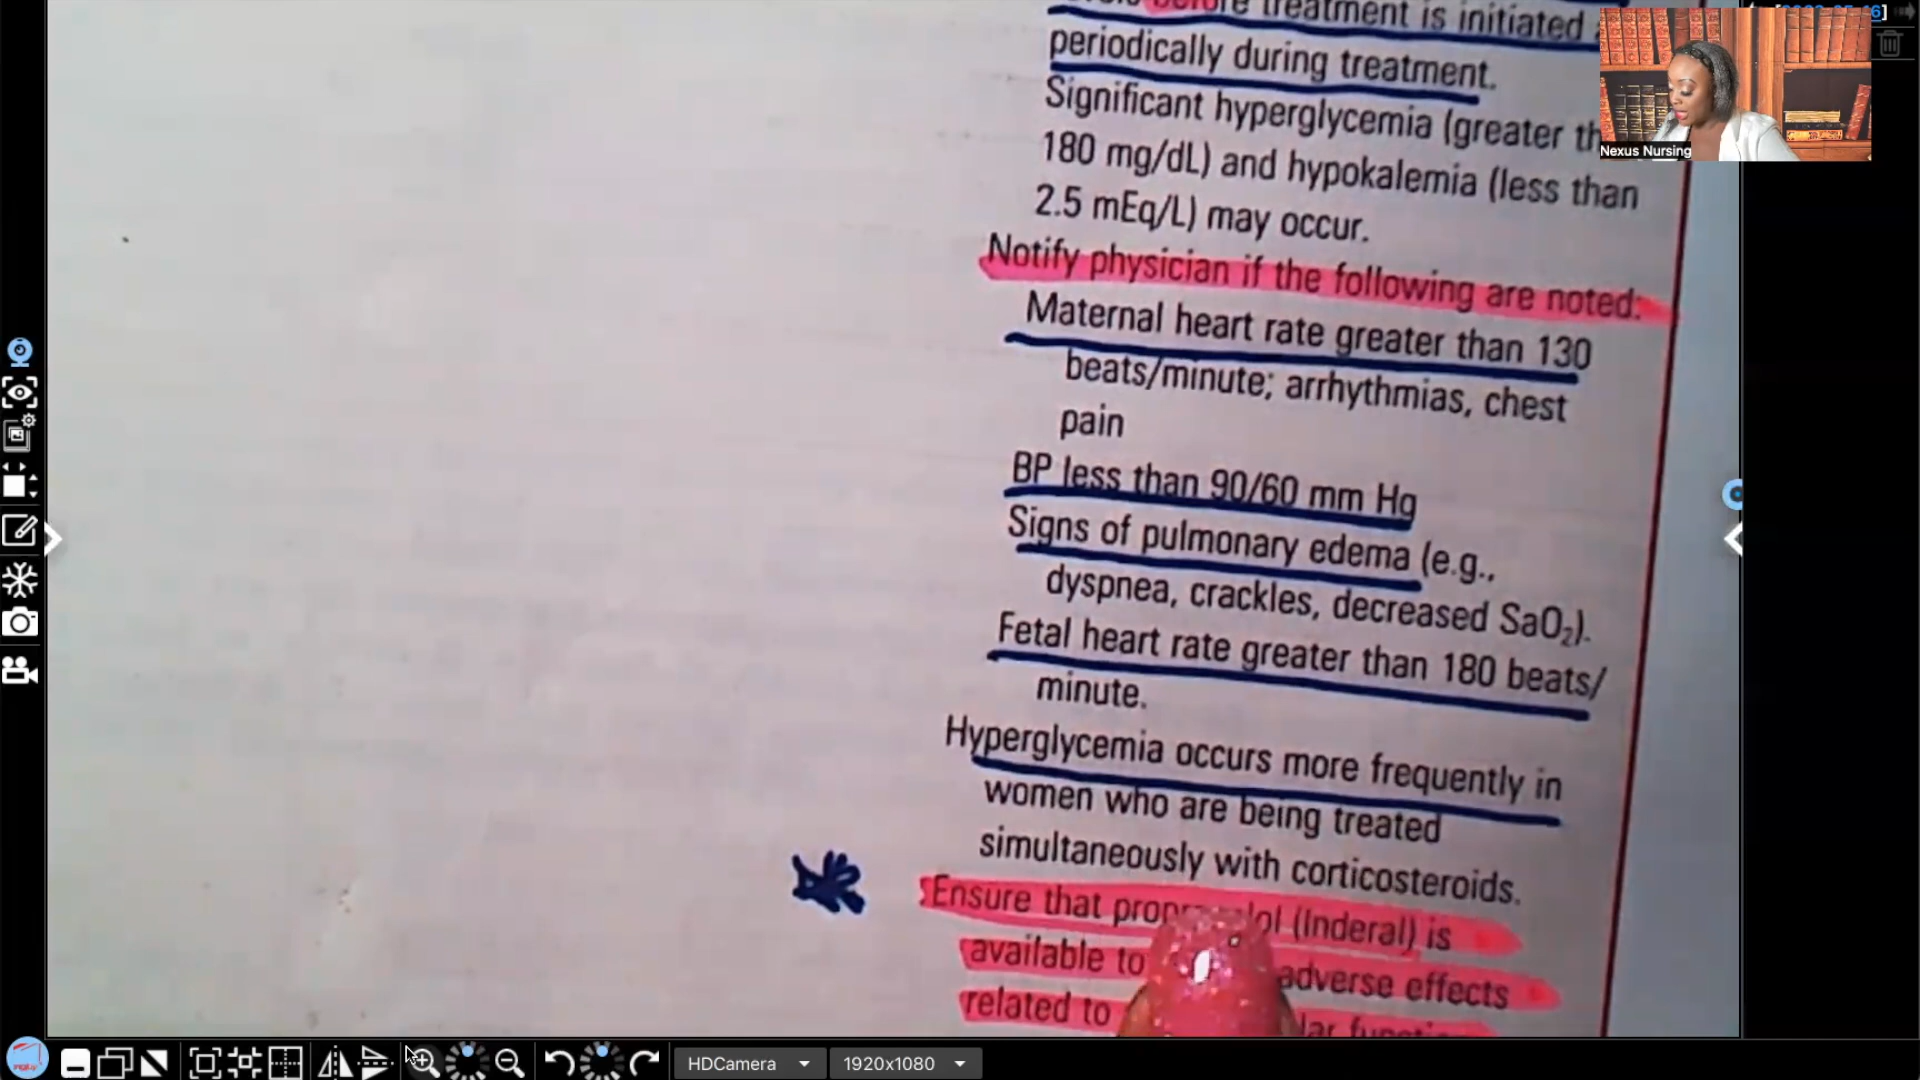 before treatment is initiated
periodically during treatment.
Significant hyperglycemia (greater
180 mg/dL) and hypokalemia (less than
2.5 mEq/L) may occur.
Notify physician if the following are noted:
Maternal heart rate greater than 130
beats/minute; arrhythmias, chest
pain
BP less than 90/60 mm Hg
Signs of pulmonary edema (e.g.,
dyspnea, crackles, decreased SaO₂).
Fetal heart rate greater than 180 beats/
minute.
Hyperglycemia occurs more frequently in
women who are being treated
simultaneously with corticosteroids.
Ensure that (Inderal) is
available to adverse effects
related to
Nexus Nursing
HDCamera
1920x1080